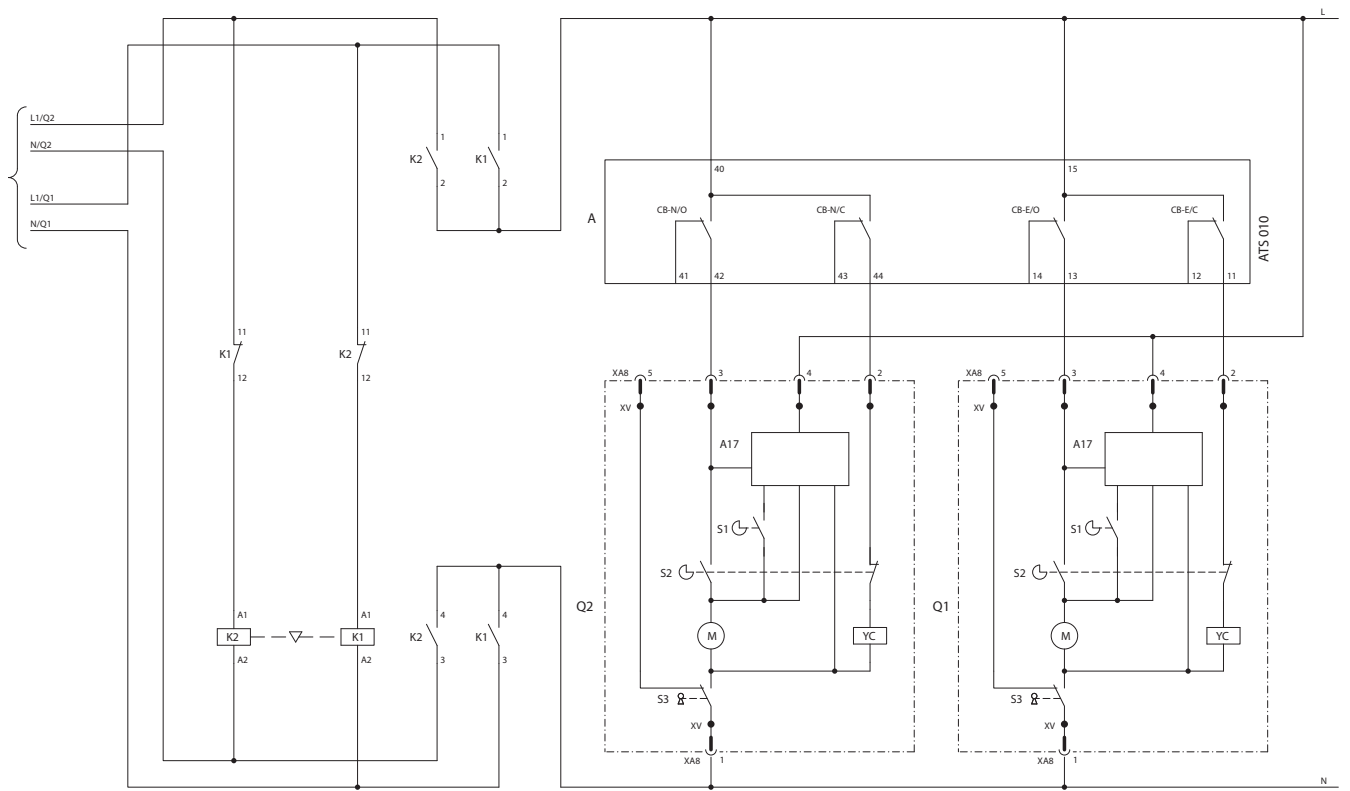 L
L1/Q2
N/Q2
L1/Q1
N/Q1
1 1
K2 K1
2 2
40 15
A CB-N/O CB-N/C CB-E/O CB-E/C ATS 010
41 42 43 44 14 13 12 11
11 11
K1 K2
12 12
XA8 5 3 4 2 XA8 5 3 4 2
XV XV
A17 A17
S1 S1
S2 S2
Q2 Q1
A1 A1 4 4
K2 K1 K2 K1 M YC M YC
A2 A2 3 3
S3 S3
XV XV
XA8 1 XA8 1
N